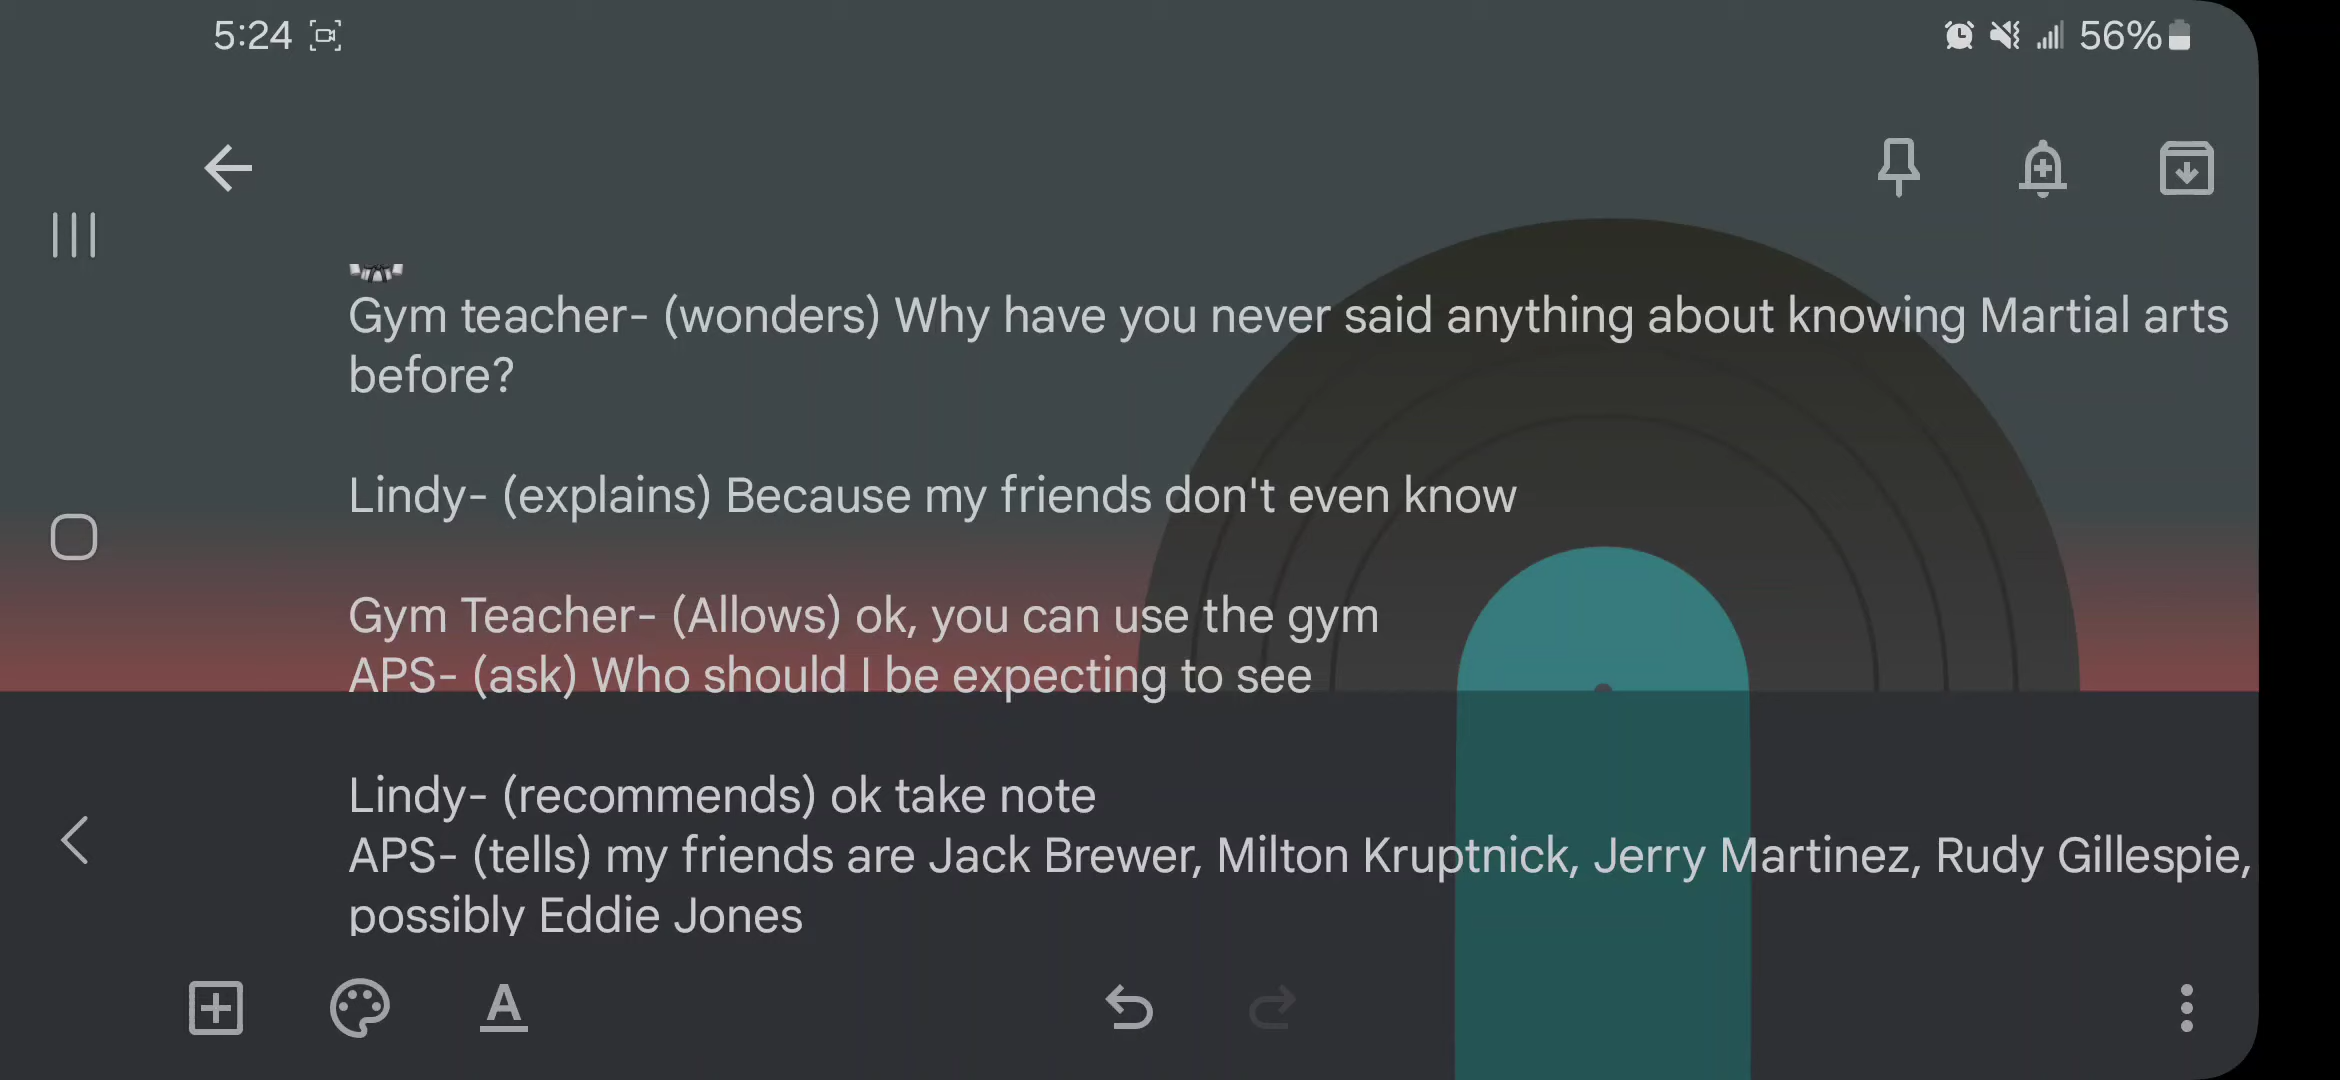 5:24
56%
Gym teacher- (wonders) Why have you never said anything about knowing Martial arts
before?
Lindy- (explains) Because my friends don't even know
Gym Teacher- (Allows) ok, you can use the gym
APS- (ask) Who should I be expecting to see
Lindy- (recommends) ok take note
APS- (tells) my friends are Jack Brewer, Milton Kruptnick, Jerry Martinez, Rudy Gillespie,
possibly Eddie Jones
A